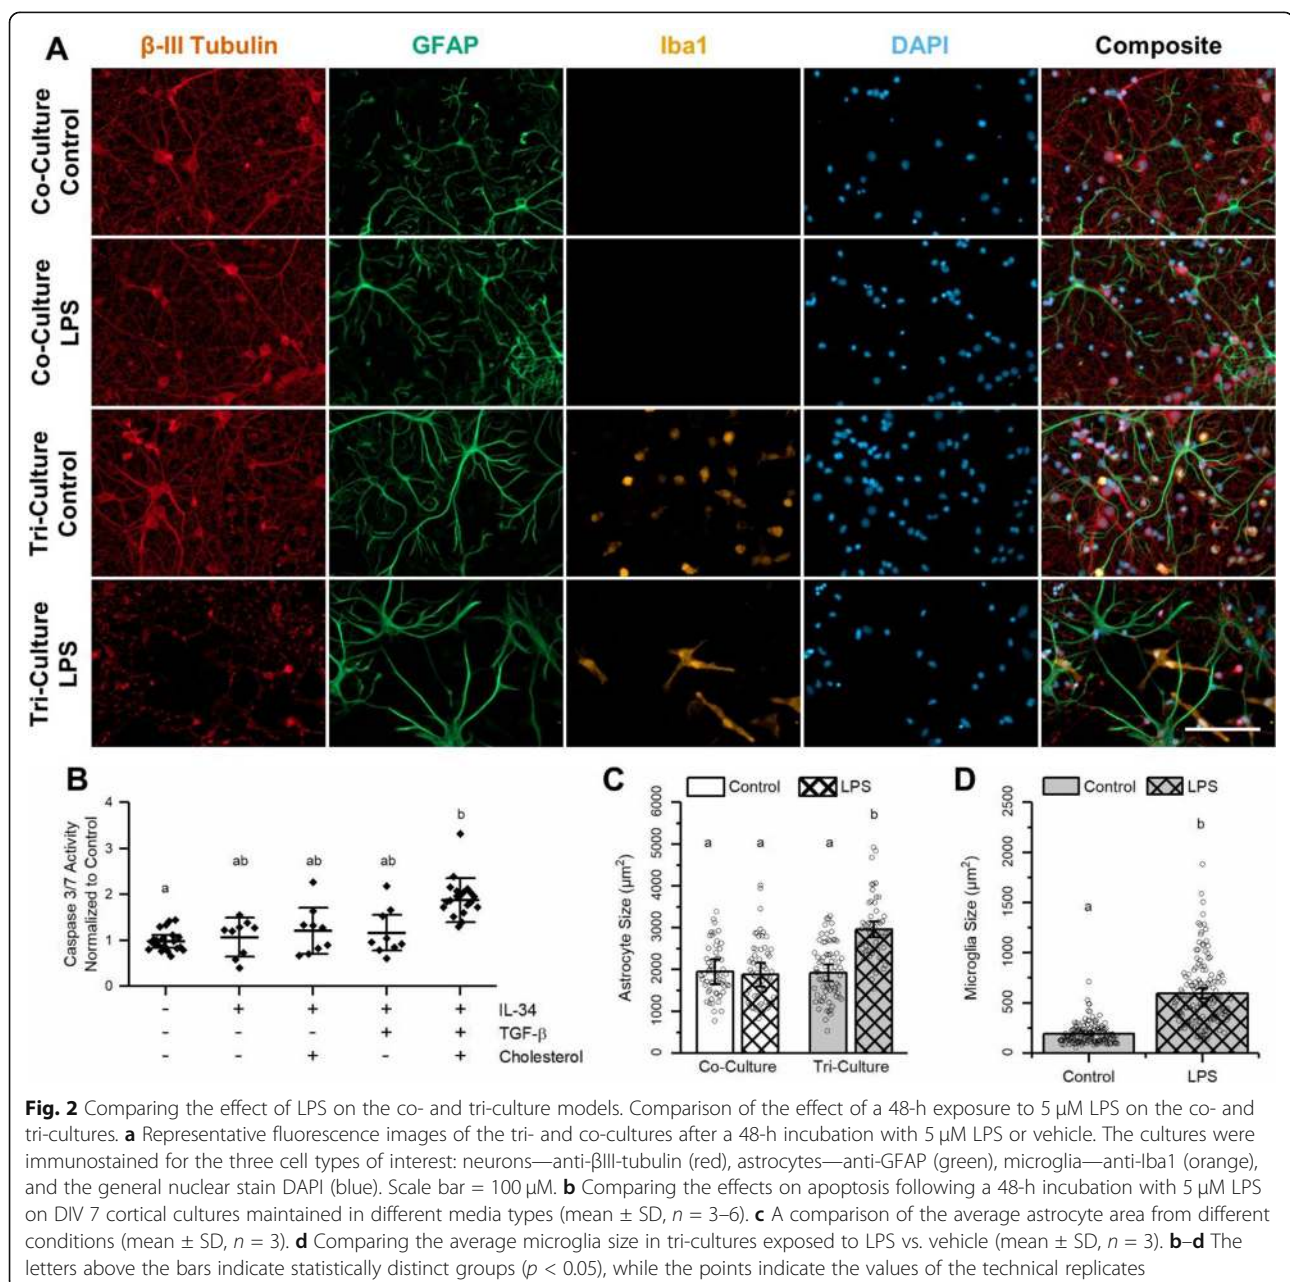 A
β-III Tubulin GFAP Iba1 DAPI Composite
Co-Culture
Control
Co-Culture
LPS
Tri-Culture
Control
Tri-Culture
LPS
B
Caspase 3/7 Activity
Normalized to Control
4
3
2
1
0
a ab ab ab b
- + + + + IL-34
- - - + + TGF-β
- - + - + Cholesterol
C
Control LPS
Astrocyte Size (µm²)
6000
5000
4000
3000
2000
1000
0
a a a b
Co-Culture Tri-Culture
D
Control LPS
Microglia Size (µm²)
2500
2000
1500
1000
500
0
a b
Control LPS
Fig. 2 Comparing the effect of LPS on the co- and tri-culture models. Comparison of the effect of a 48-h exposure to 5 µM LPS on the co- and
tri-cultures. a Representative fluorescence images of the tri- and co-cultures after a 48-h incubation with 5 µM LPS or vehicle. The cultures were
immunostained for the three cell types of interest: neurons—anti-βIII-tubulin (red), astrocytes—anti-GFAP (green), microglia—anti-Iba1 (orange),
and the general nuclear stain DAPI (blue). Scale bar = 100 µM. b Comparing the effects on apoptosis following a 48-h incubation with 5 µM LPS
on DIV 7 cortical cultures maintained in different media types (mean ± SD, n = 3–6). c A comparison of the average astrocyte area from different
conditions (mean ± SD, n = 3). d Comparing the average microglia size in tri-cultures exposed to LPS vs. vehicle (mean ± SD, n = 3). b–d The
letters above the bars indicate statistically distinct groups (p < 0.05), while the points indicate the values of the technical replicates